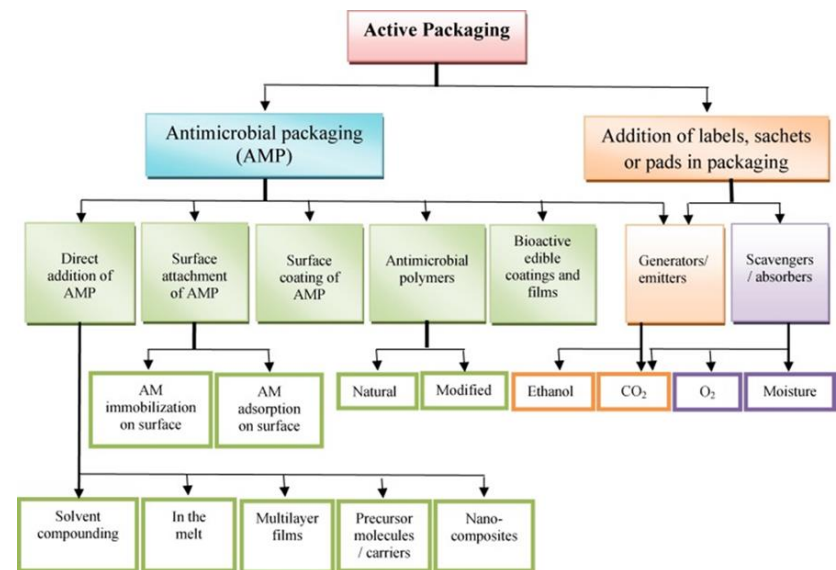 Active Packaging
Antimicrobial packaging
(AMP)
Addition of labels, sachets
or pads in packaging
Direct
addition of
AMP
Surface
attachment
of AMP
Surface
coating of
AMP
Antimicrobial
polymers
Bioactive
edible
coatings and
films
Generators/
emitters
Scavengers
/ absorbers
AM
immobilization
on surface
AM
adsorption
on surface
Natural
Modified
Ethanol
CO₂
O₂
Moisture
Solvent
compounding
In the
melt
Multilayer
films
Precursor
molecules
/ carriers
Nano-
composites